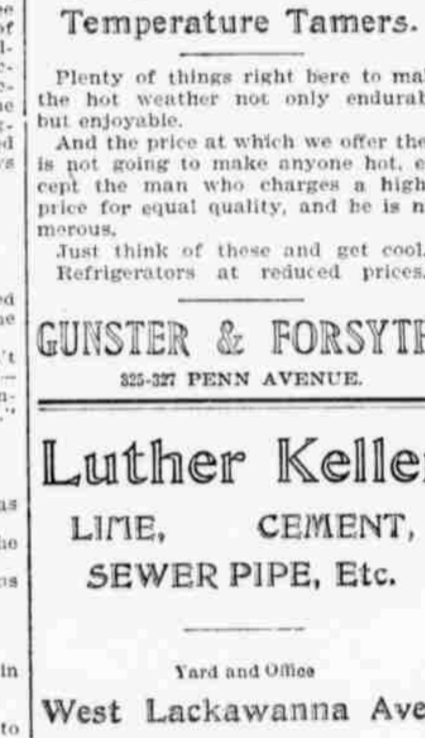 Temperature Tamers.
Plenty of things right here to ma
the hot weather not only endurab
but enjoyable.
And the price at which we offer the
is not going to make anyone hot, e
cept the man who charges a high
price for equal quality, and he is n
merous.
Just think of these and get cool.
Refrigerators at reduced prices.
GUNSTER & FORSYTH
325-327 PENN AVENUE.
Luther Keller
LIME, CEMENT,
SEWER PIPE, Etc.
Yard and Office
West Lackawanna Ave